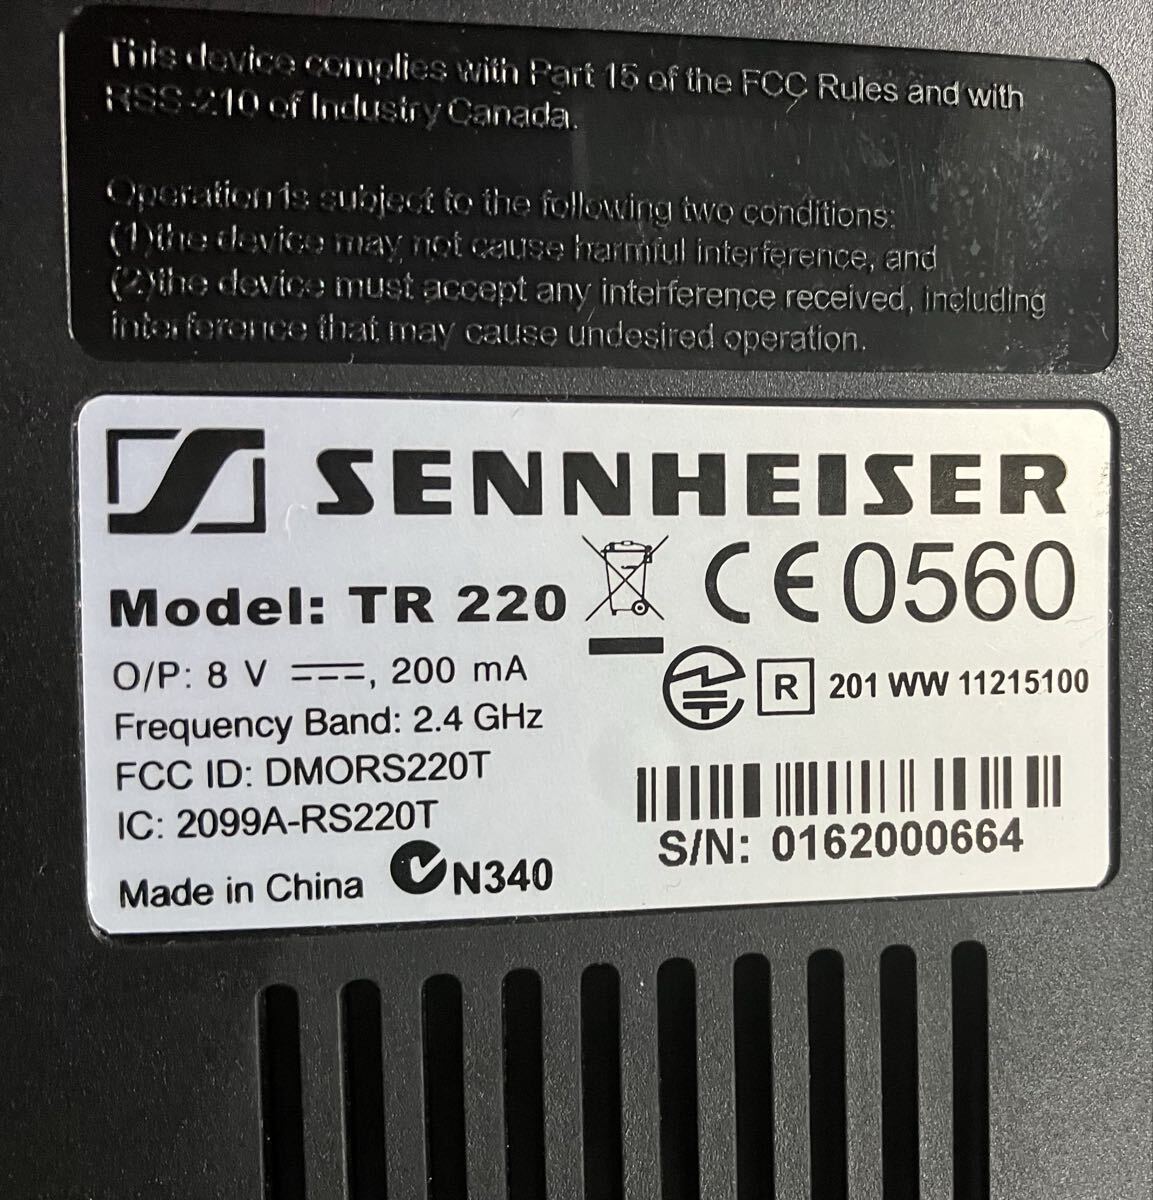 This device complies with Part 15 of the FCC Rules and with
RSS-210 of Industry Canada.
Operation is subject to the following two conditions:
(1)the device may not cause harmful interference, and
(2)the device must accept any interference received, including
interference that may cause undesired operation.
SENNHEISER
Model: TR 220
CE0560
O/P: 8 V ⎓, 200 mA
R 201 WW 11215100
Frequency Band: 2.4 GHz
FCC ID: DMORS220T
IC: 2099A-RS220T
S/N: 0162000664
Made in China N340